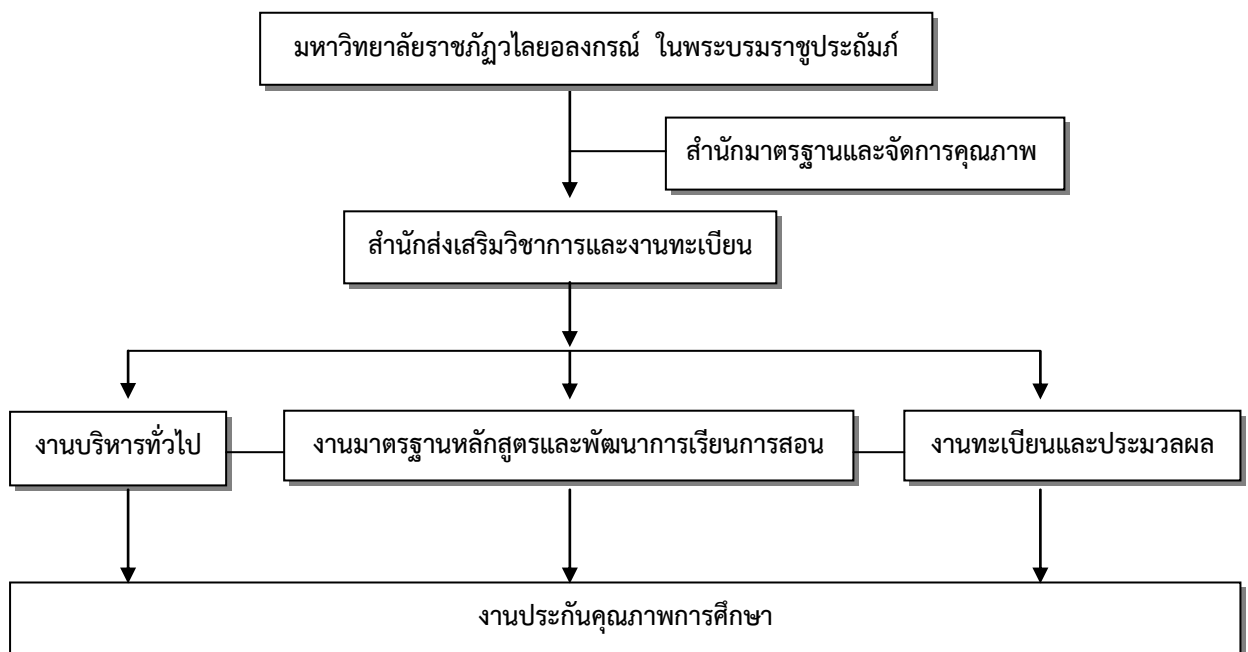 มหาวิทยาลัยราชภัฏวไลยอลงกรณ์ ในพระบรมราชูประถัมภ์
สำนักมาตรฐานและจัดการคุณภาพ
สำนักส่งเสริมวิชาการและงานทะเบียน
งานบริหารทั่วไป
งานมาตรฐานหลักสูตรและพัฒนาการเรียนการสอน
งานทะเบียนและประมวลผล
งานประกันคุณภาพการศึกษา